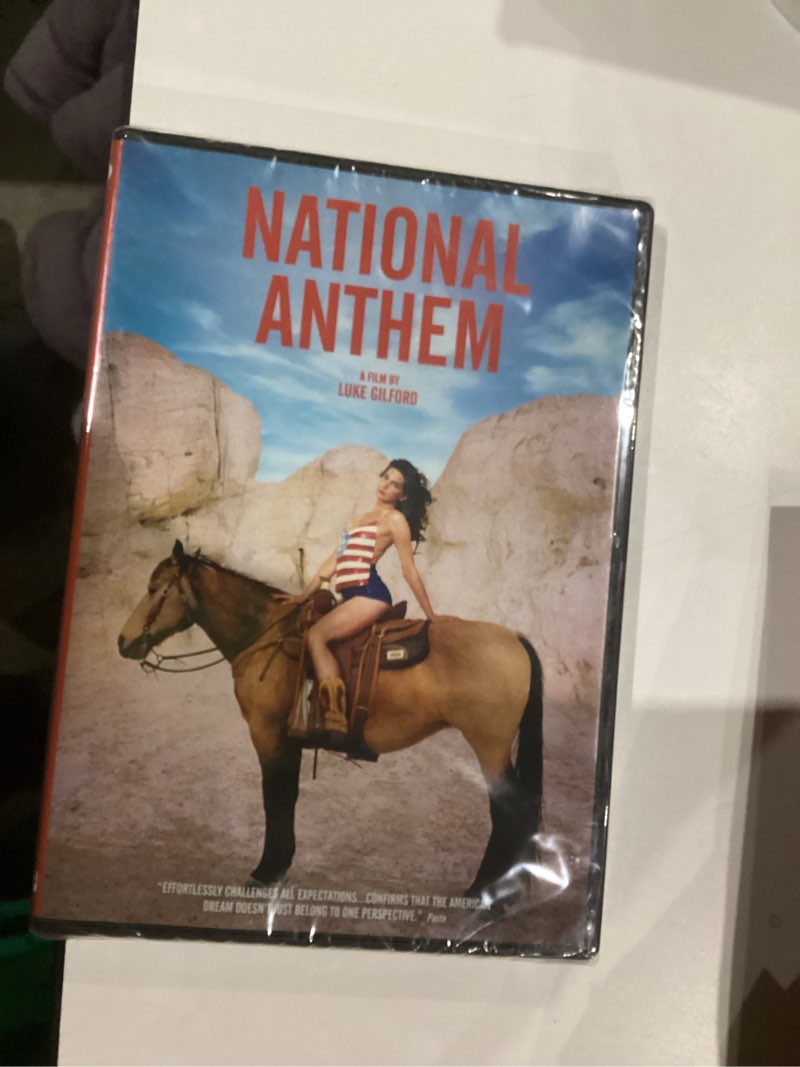 NATIONAL
ANTHEM
A FILM BY
LUKE GILFORD
"EFFORTLESSLY CHALLENGES ALL EXPECTATIONS...CONFIRMS THAT THE AMERICAN
DREAM DOESN'T JUST BELONG TO ONE PERSPECTIVE." Paste